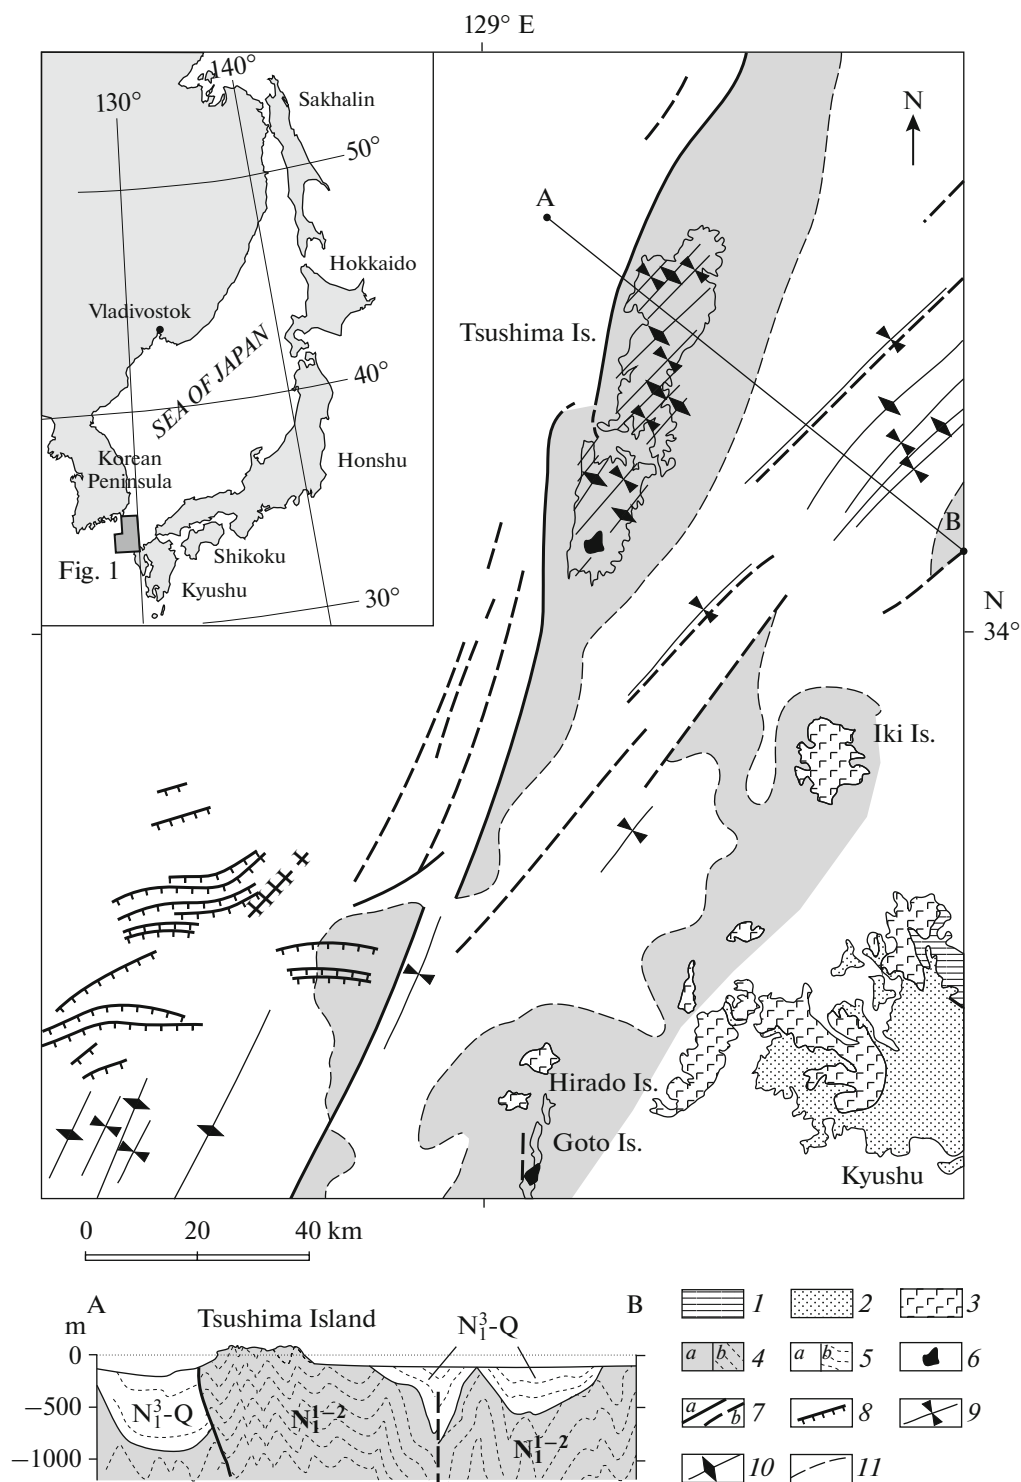 129° E
140°
130°
Sakhalin
50°
Hokkaido
Vladivostok
SEA OF JAPAN
40°
Korean
Peninsula
Honshu
Fig. 1
Shikoku
Kyushu
30°
N
A
Tsushima Is.
B
N
34°
Iki Is.
Hirado Is.
Goto Is.
Kyushu
0 20 40 km
A Tsushima Island B
m
0
−500
−1000
N₁³-Q
N₁³-Q
N₁¹⁻²
N₁¹⁻²
1 2 3
a b 4 a b 5 6
a b 7 8 9
10 11